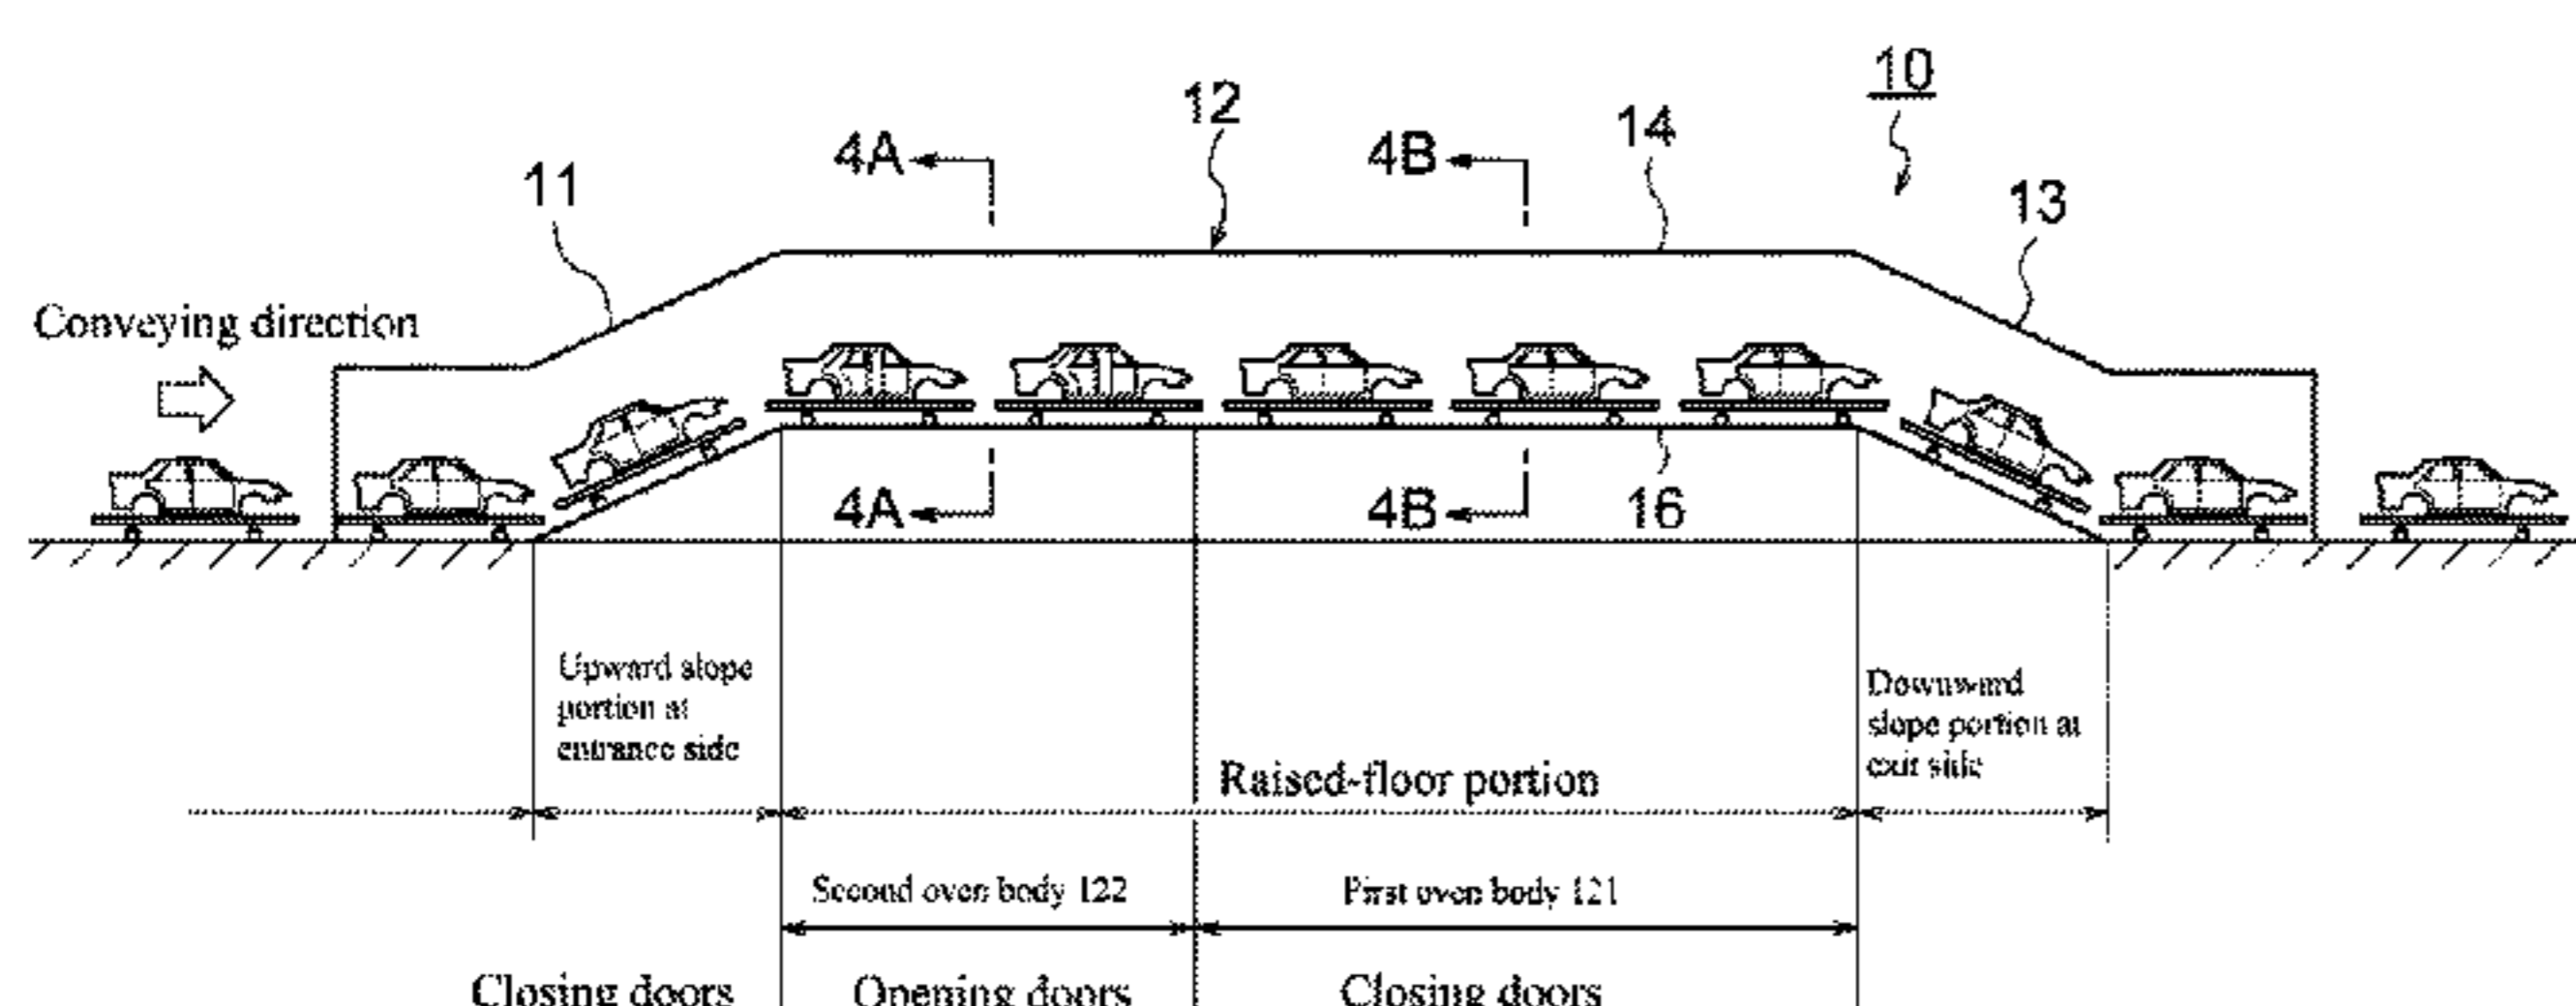 10
12
14
4A
4B
11
13
Conveying direction
4A
4B
16
Upward slope
portion at
entrance side
Downward
slope portion at
exit side
Raised-floor portion
Second oven body 122
First oven body 121
Closing doors
Opening doors
Closing doors